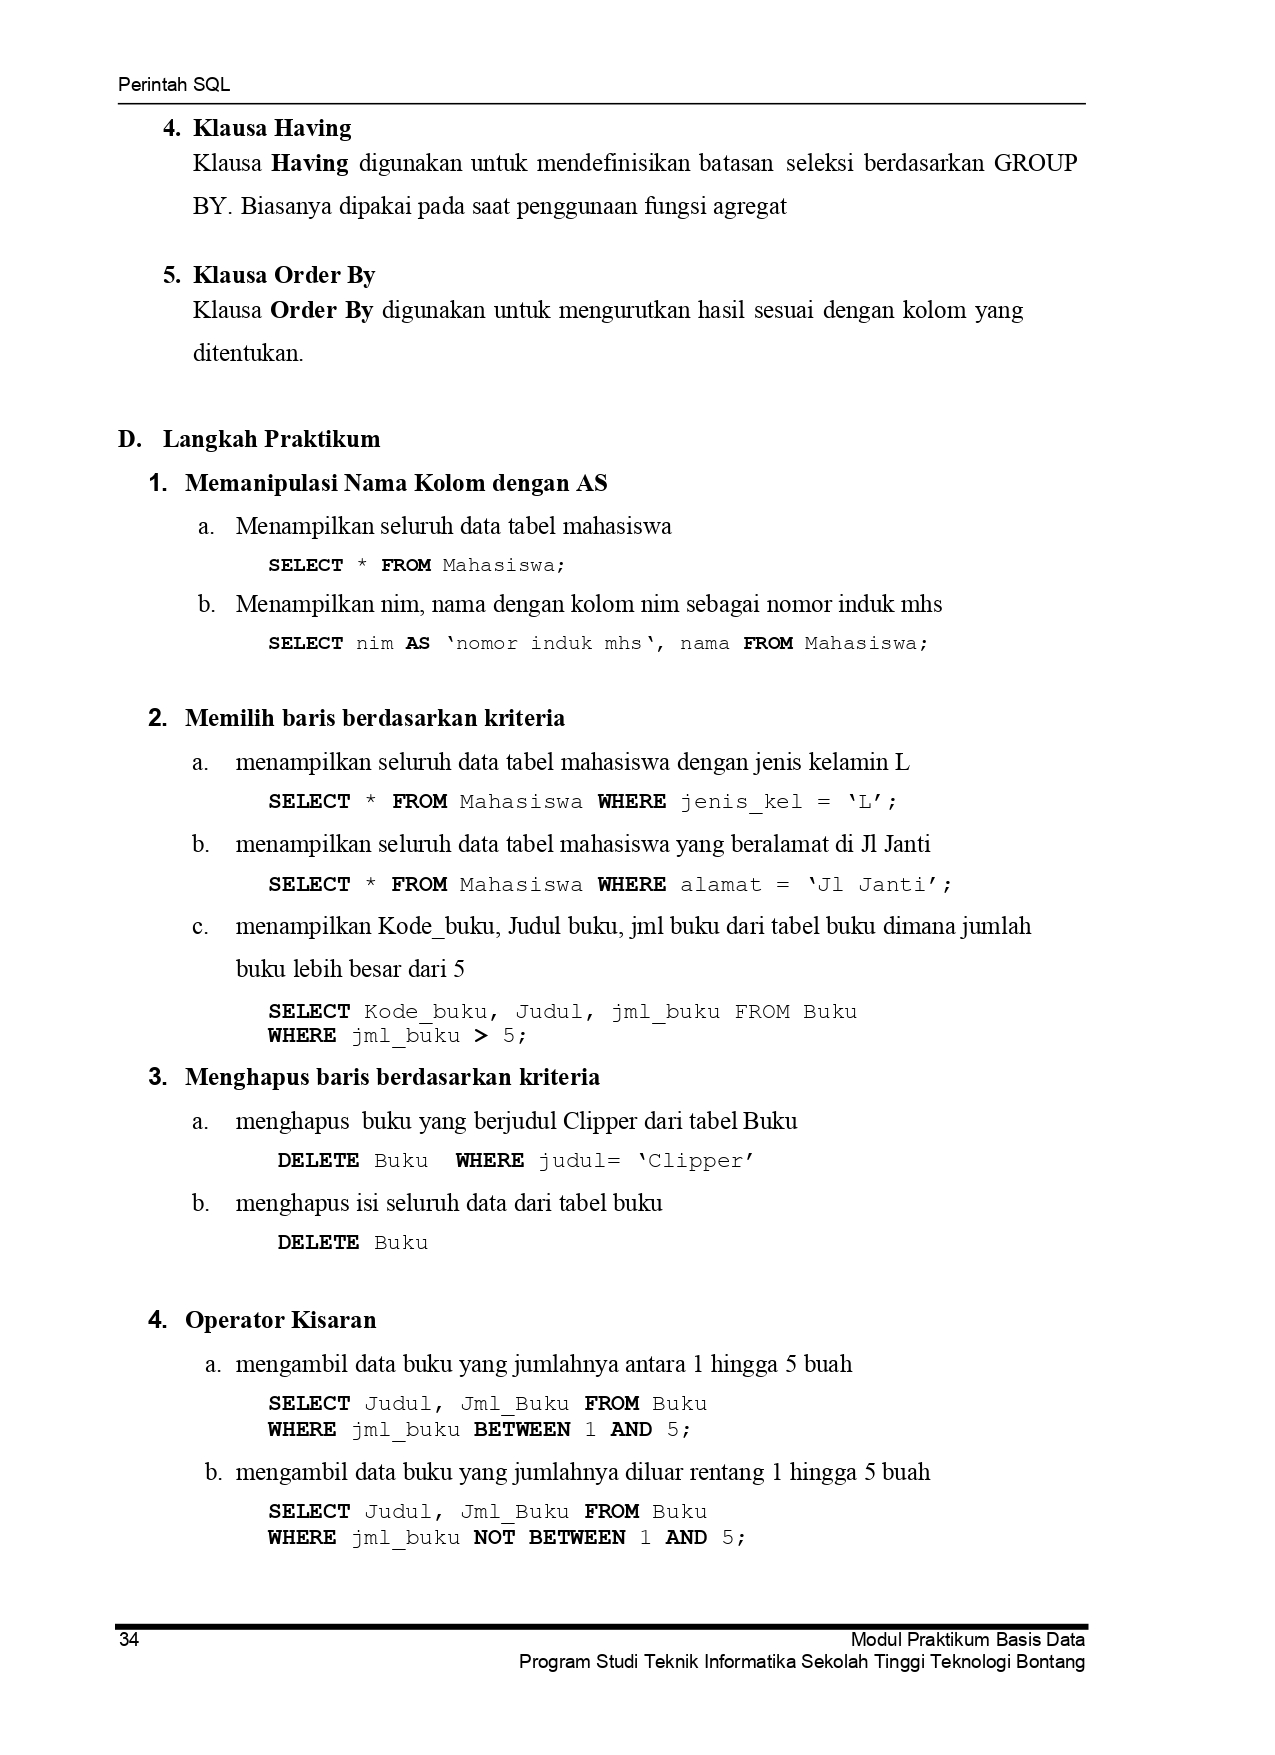 Perintah SQL
4. Klausa Having
Klausa Having digunakan untuk mendefinisikan batasan seleksi berdasarkan GROUP
BY. Biasanya dipakai pada saat penggunaan fungsi agregat
5. Klausa Order By
Klausa Order By digunakan untuk mengurutkan hasil sesuai dengan kolom yang
ditentukan.
D. Langkah Praktikum
1. Memanipulasi Nama Kolom dengan AS
a. Menampilkan seluruh data tabel mahasiswa
SELECT * FROM Mahasiswa;
b. Menampilkan nim, nama dengan kolom nim sebagai nomor induk mhs
SELECT nim AS ‘nomor induk mhs‘, nama FROM Mahasiswa;
2. Memilih baris berdasarkan kriteria
a. menampilkan seluruh data tabel mahasiswa dengan jenis kelamin L
SELECT * FROM Mahasiswa WHERE jenis_kel = ‘L’;
b. menampilkan seluruh data tabel mahasiswa yang beralamat di Jl Janti
SELECT * FROM Mahasiswa WHERE alamat = ‘Jl Janti’;
c. menampilkan Kode_buku, Judul buku, jml buku dari tabel buku dimana jumlah
buku lebih besar dari 5
SELECT Kode_buku, Judul, jml_buku FROM Buku
WHERE jml_buku > 5;
3. Menghapus baris berdasarkan kriteria
a. menghapus buku yang berjudul Clipper dari tabel Buku
DELETE Buku WHERE judul= ‘Clipper’
b. menghapus isi seluruh data dari tabel buku
DELETE Buku
4. Operator Kisaran
a. mengambil data buku yang jumlahnya antara 1 hingga 5 buah
SELECT Judul, Jml_Buku FROM Buku
WHERE jml_buku BETWEEN 1 AND 5;
b. mengambil data buku yang jumlahnya diluar rentang 1 hingga 5 buah
SELECT Judul, Jml_Buku FROM Buku
WHERE jml_buku NOT BETWEEN 1 AND 5;
34 Modul Praktikum Basis Data
Program Studi Teknik Informatika Sekolah Tinggi Teknologi Bontang